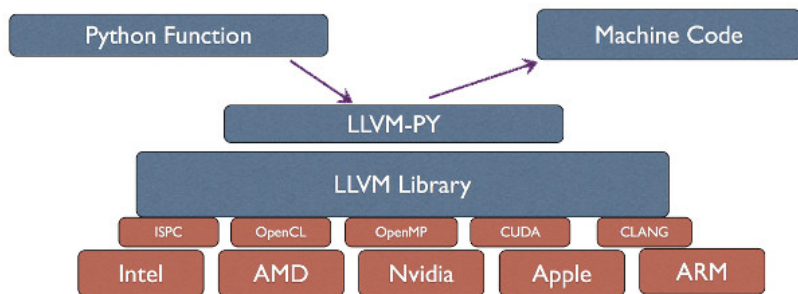 Python Function
Machine Code
LLVM-PY
LLVM Library
ISPC
OpenCL
OpenMP
CUDA
CLANG
Intel
AMD
Nvidia
Apple
ARM